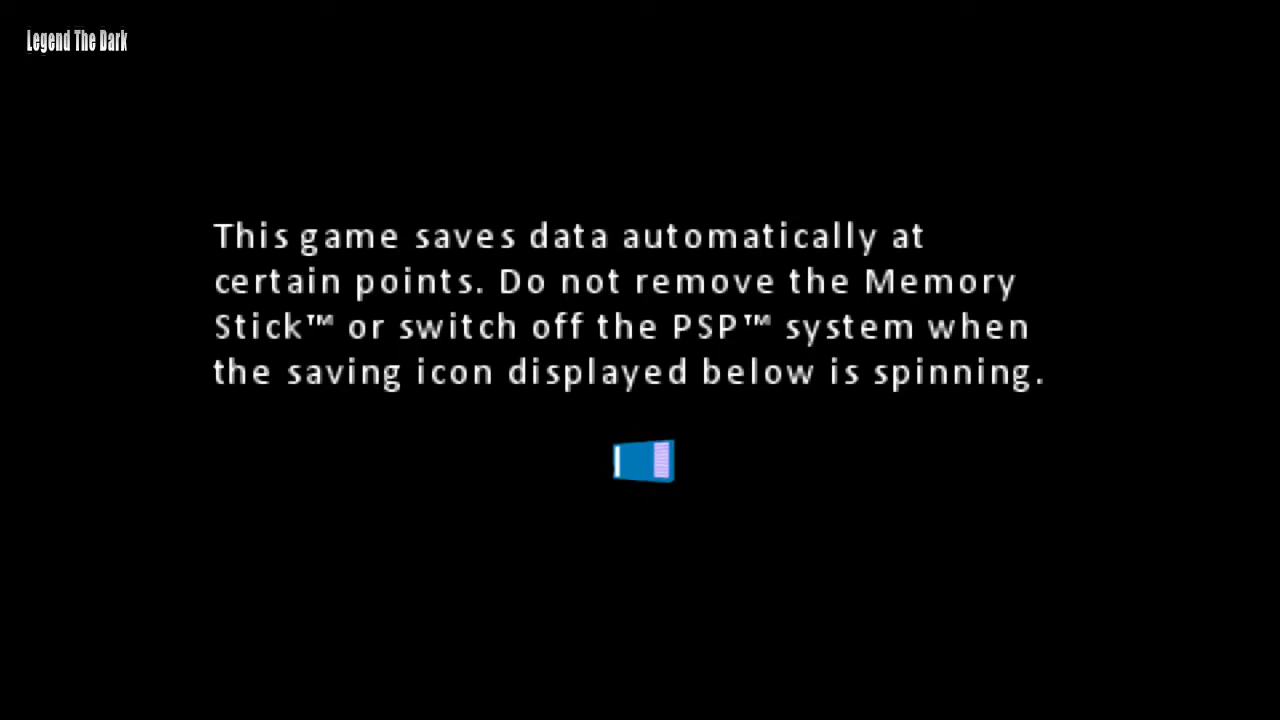 Legend The Dark
This game saves data automatically at
certain points. Do not remove the Memory
Stick™ or switch off the PSP™ system when
the saving icon displayed below is spinning.